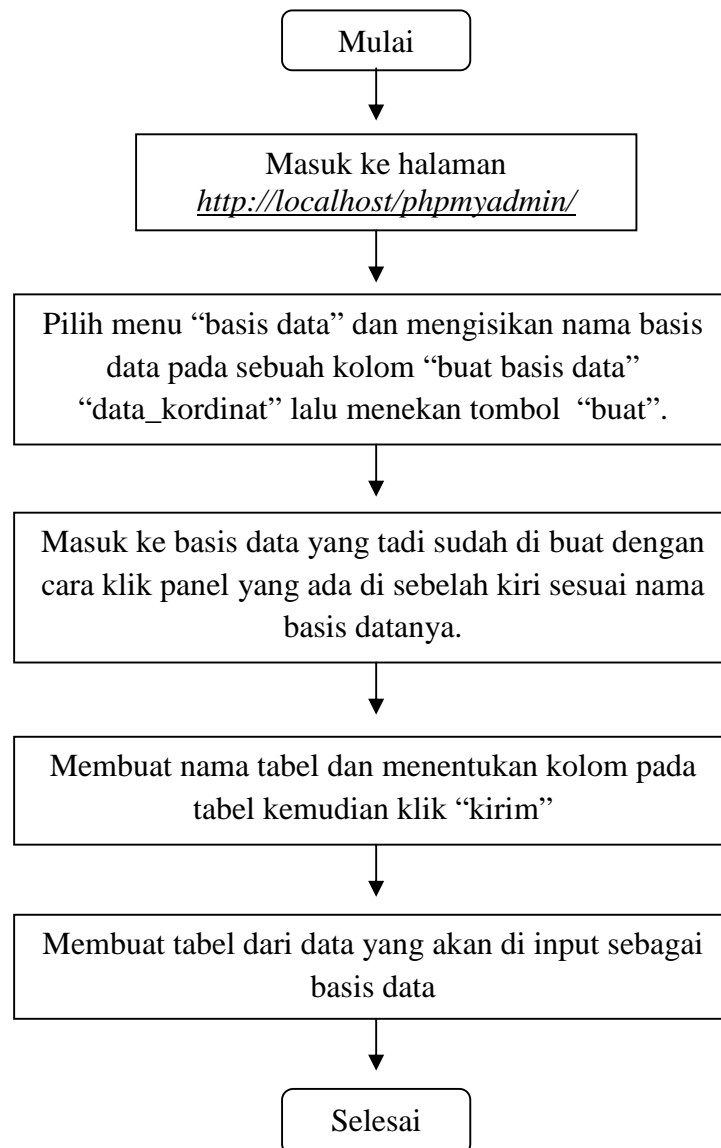 Mulai
Masuk ke halaman
http://localhost/phpmyadmin/
Pilih menu “basis data” dan mengisikan nama basis
data pada sebuah kolom “buat basis data”
“data_kordinat” lalu menekan tombol  “buat”.
Masuk ke basis data yang tadi sudah di buat dengan
cara klik panel yang ada di sebelah kiri sesuai nama
basis datanya.
Membuat nama tabel dan menentukan kolom pada
tabel kemudian klik “kirim”
Membuat tabel dari data yang akan di input sebagai
basis data
Selesai